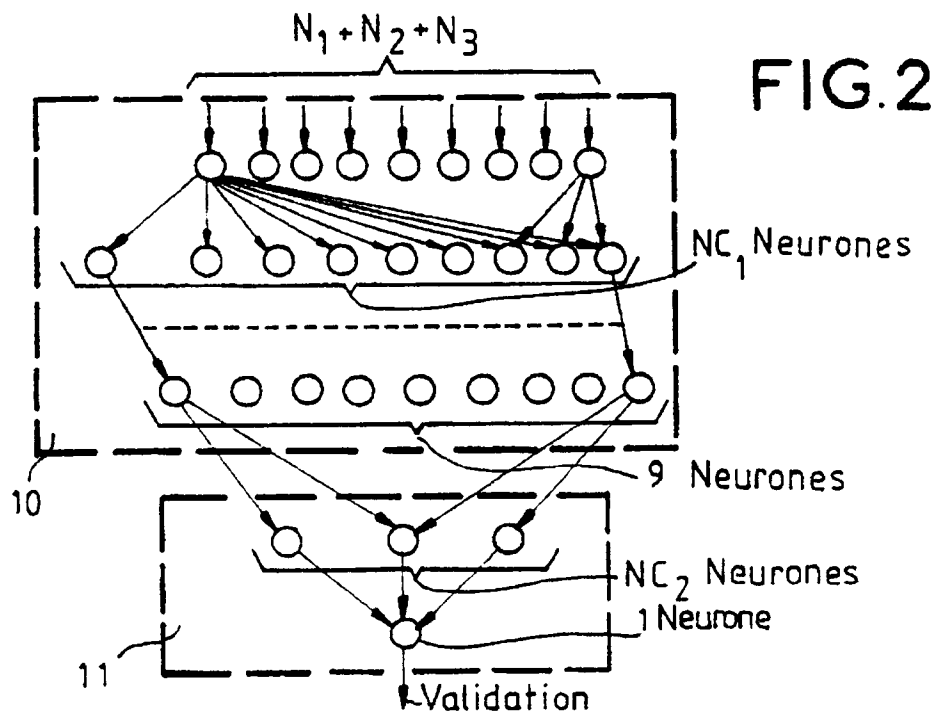 N₁ + N₂ + N₃
FIG.2
NC₁ Neurones
10
9 Neurones
NC₂ Neurones
1 Neurone
11
Validation